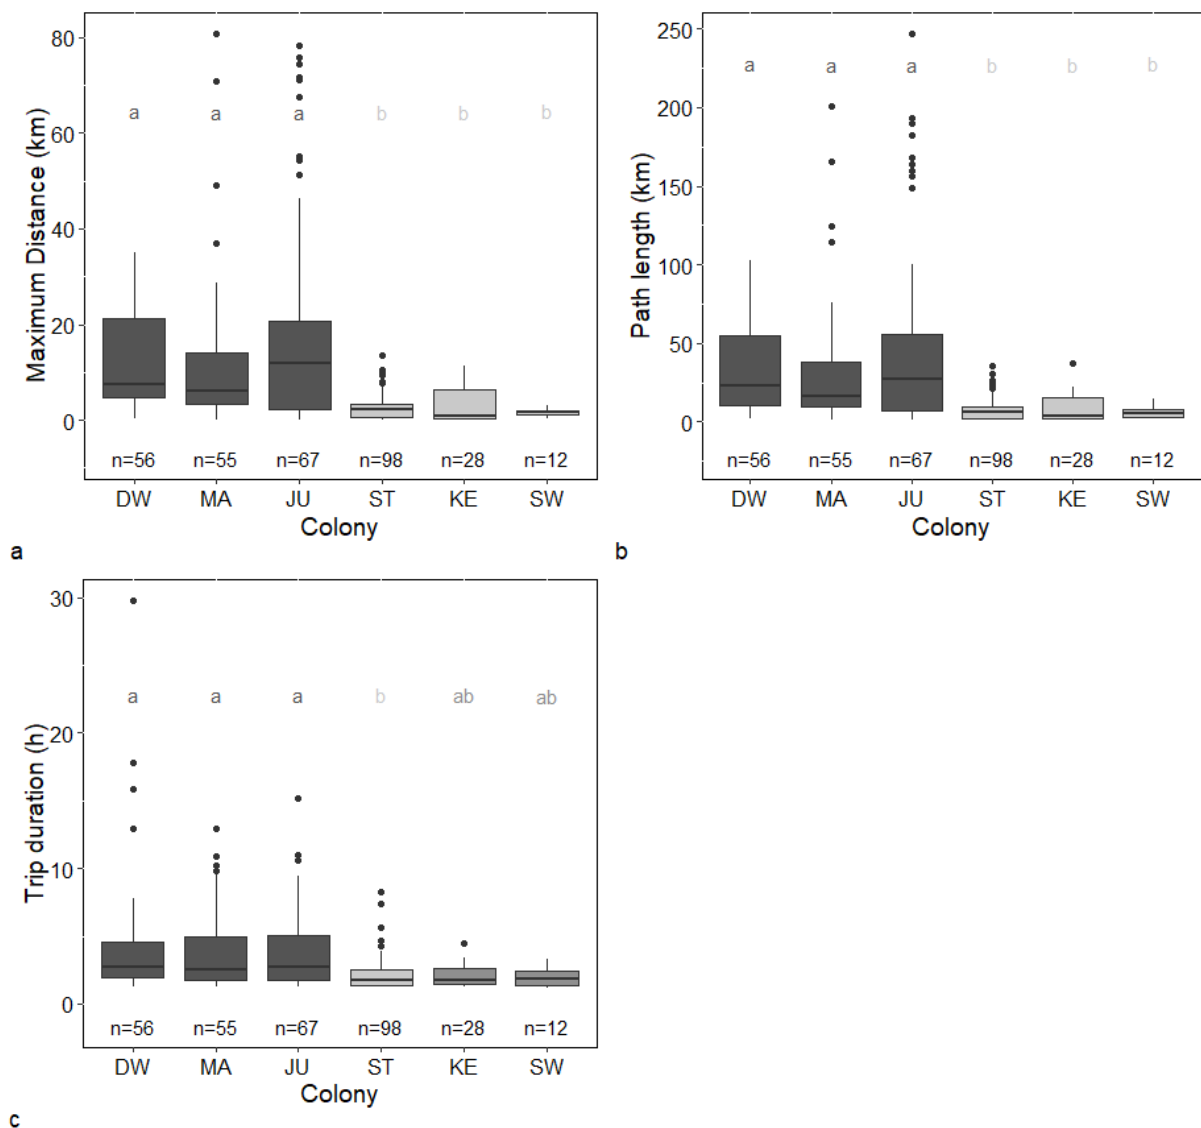 80
60
40
20
0
Maximum Distance (km)
a a a b b b
n=56 n=55 n=67 n=98 n=28 n=12
DW MA JU ST KE SW
Colony
a
250
200
150
100
50
0
Path length (km)
a a a b b b
n=56 n=55 n=67 n=98 n=28 n=12
DW MA JU ST KE SW
Colony
b
30
20
10
0
Trip duration (h)
a a a b ab ab
n=56 n=55 n=67 n=98 n=28 n=12
DW MA JU ST KE SW
Colony
c